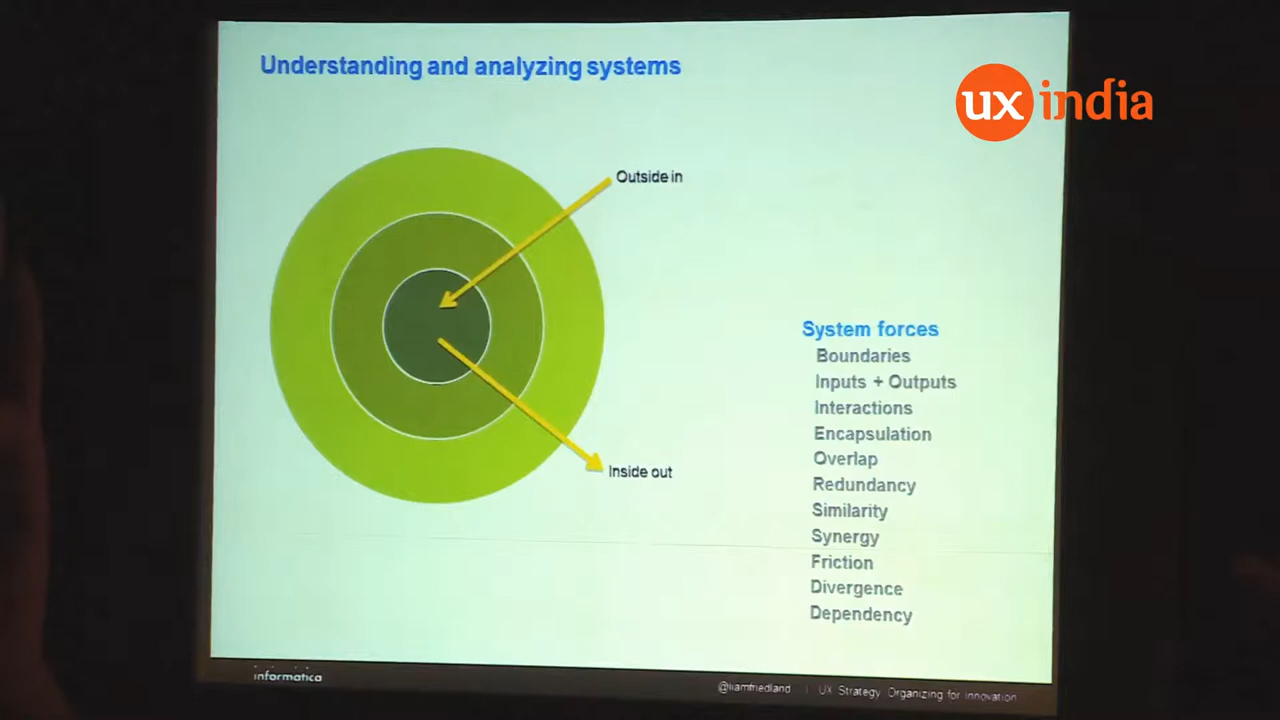 Understanding and analyzing systems
ux india
Outside in
Inside out
System forces
Boundaries
Inputs + Outputs
Interactions
Encapsulation
Overlap
Redundancy
Similarity
Synergy
Friction
Divergence
Dependency
informatica
@liamfriedland | UX Strategy Organizing for Innovation